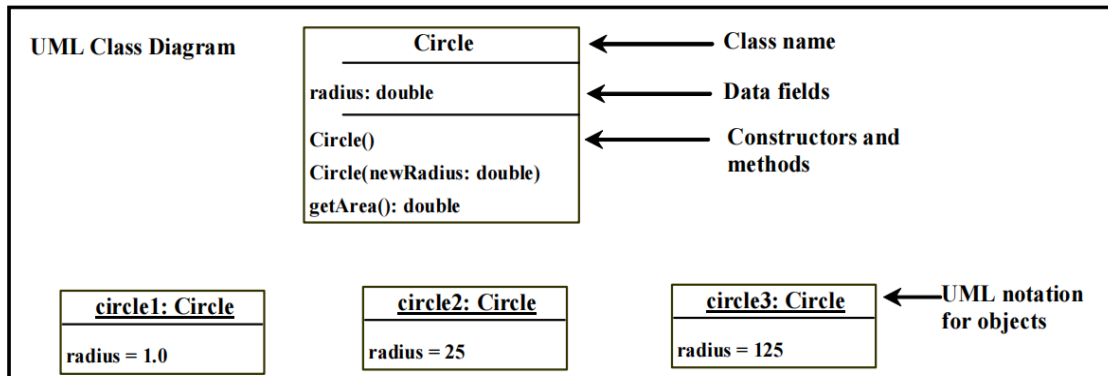 UML Class Diagram
Circle
Class name
radius: double
Data fields
Circle()
Constructors and
methods
Circle(newRadius: double)
getArea(): double
circle1: Circle
radius = 1.0
circle2: Circle
radius = 25
circle3: Circle
radius = 125
UML notation
for objects